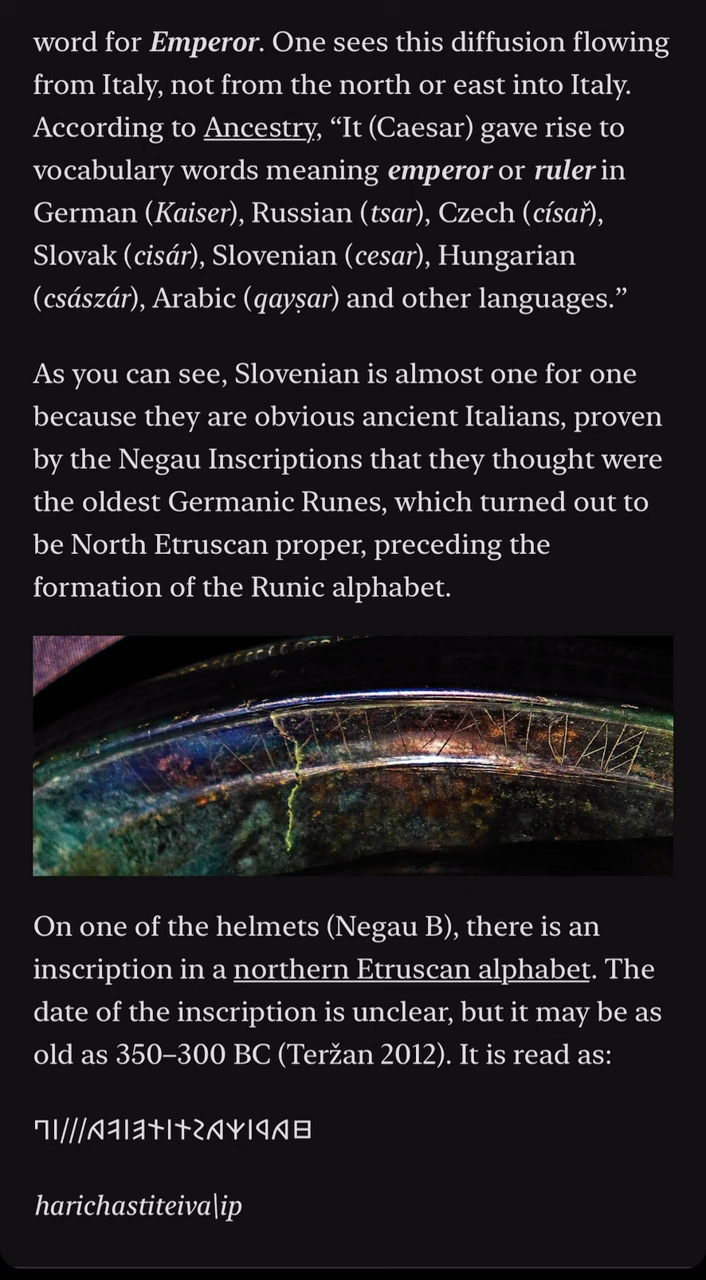 word for Emperor. One sees this diffusion flowing
from Italy, not from the north or east into Italy.
According to Ancestry, “It (Caesar) gave rise to
vocabulary words meaning emperor or ruler in
German (Kaiser), Russian (tsar), Czech (císař),
Slovak (cisár), Slovenian (cesar), Hungarian
(császár), Arabic (qayṣar) and other languages.”
As you can see, Slovenian is almost one for one
because they are obvious ancient Italians, proven
by the Negau Inscriptions that they thought were
the oldest Germanic Runes, which turned out to
be North Etruscan proper, preceding the
formation of the Runic alphabet.
On one of the helmets (Negau B), there is an
inscription in a northern Etruscan alphabet. The
date of the inscription is unclear, but it may be as
old as 350–300 BC (Teržan 2012). It is read as:
harichastiteiva\ip